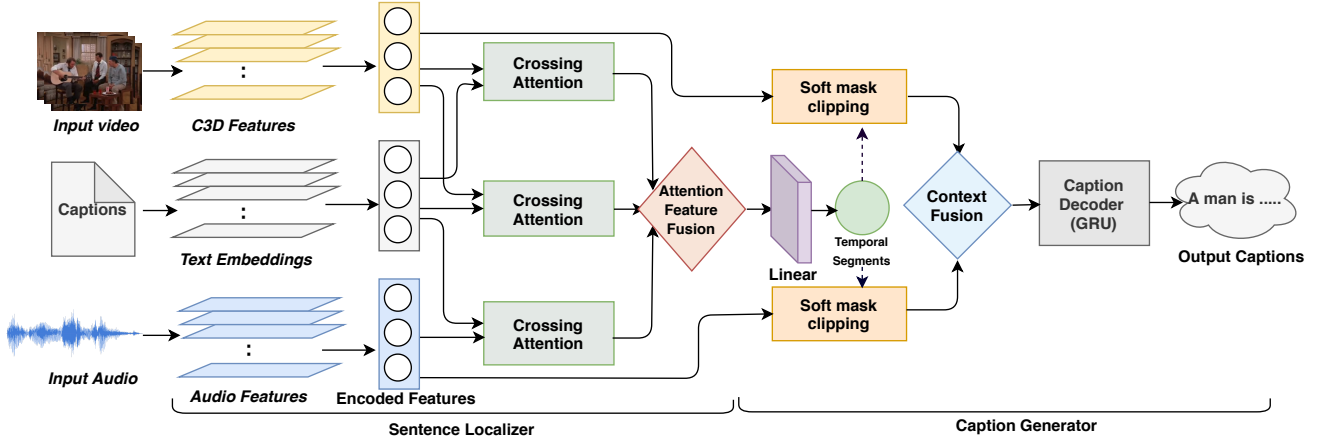 Input video
C3D Features
Crossing
Attention
Soft mask
clipping
Captions
Text Embeddings
Crossing
Attention
Attention
Feature
Fusion
Linear
Temporal
Segments
Context
Fusion
Caption
Decoder
(GRU)
A man is .....
Output Captions
Input Audio
Audio Features
Encoded Features
Crossing
Attention
Soft mask
clipping
Sentence Localizer
Caption Generator